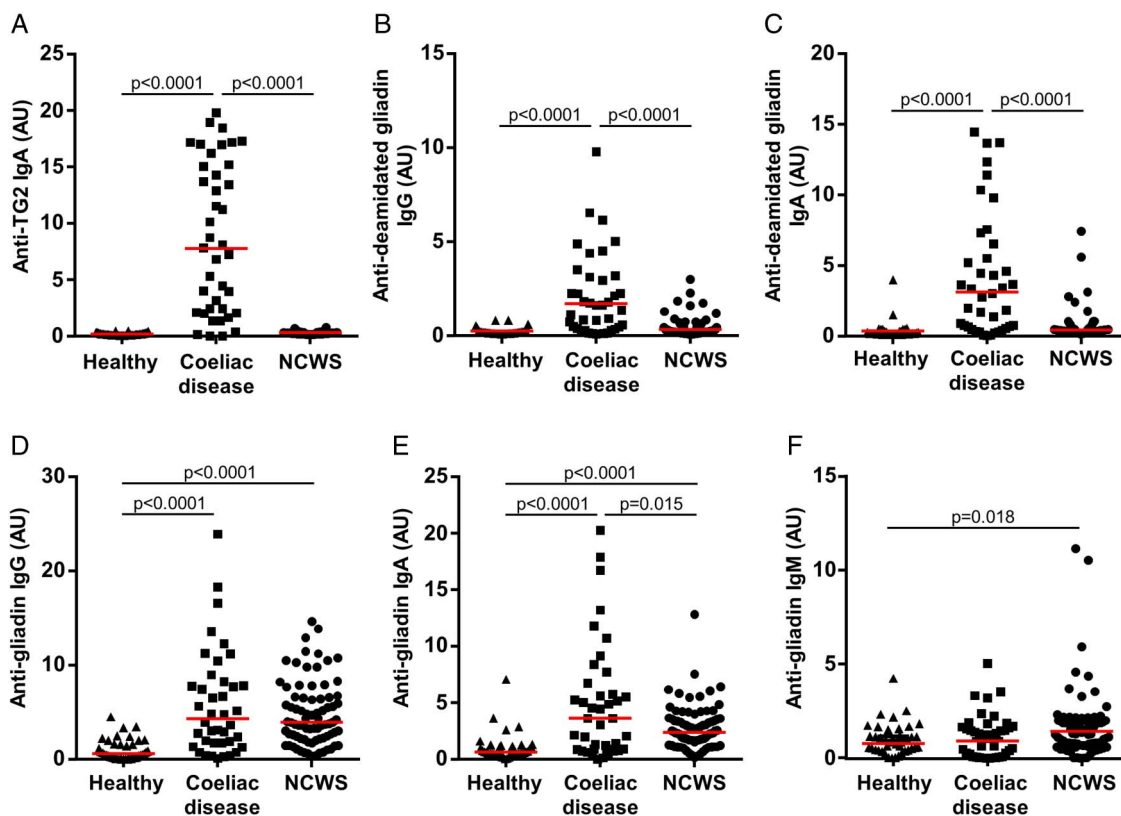 A
Anti-TG2 IgA (AU)
25
20
15
10
5
0
p<0.0001
p<0.0001
Healthy
Coeliac
disease
NCWS
B
Anti-deamidated gliadin
IgG (AU)
15
10
5
0
p<0.0001
p<0.0001
Healthy
Coeliac
disease
NCWS
C
Anti-deamidated gliadin
IgA (AU)
20
15
10
5
0
p<0.0001
p<0.0001
Healthy
Coeliac
disease
NCWS
D
Anti-gliadin IgG (AU)
30
20
10
0
p<0.0001
p<0.0001
Healthy
Coeliac
disease
NCWS
E
Anti-gliadin IgA (AU)
25
20
15
10
5
0
p<0.0001
p<0.0001
p=0.015
Healthy
Coeliac
disease
NCWS
F
Anti-gliadin IgM (AU)
15
10
5
0
p=0.018
Healthy
Coeliac
disease
NCWS